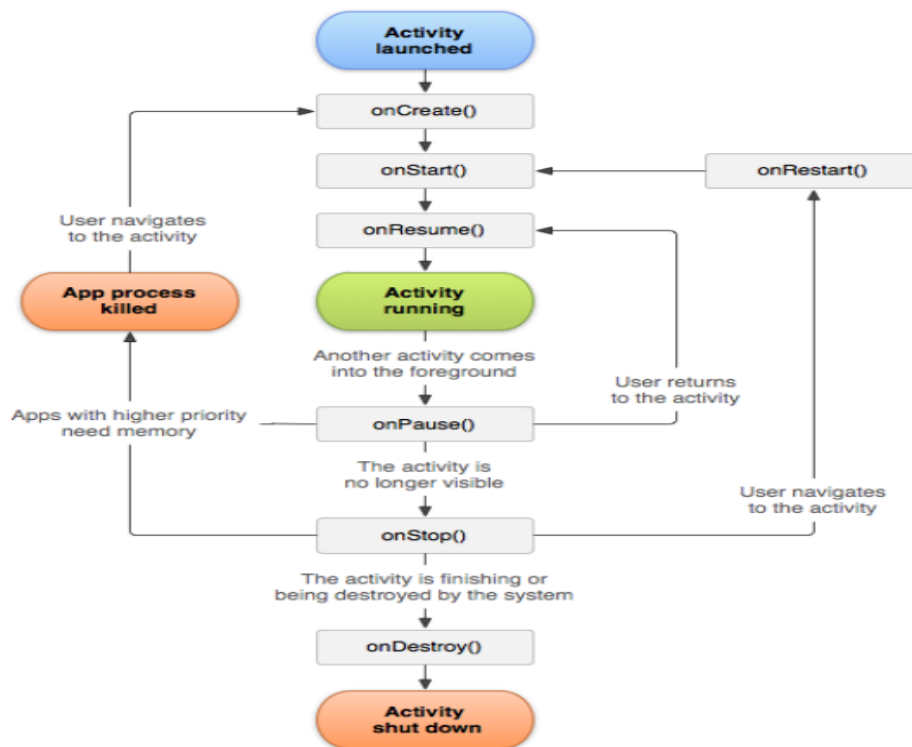 Activity
launched
onCreate()
onStart()
onRestart()
User navigates
to the activity
onResume()
App process
killed
Activity
running
Another activity comes
into the foreground
User returns
to the activity
Apps with higher priority
need memory
onPause()
The activity is
no longer visible
User navigates
to the activity
onStop()
The activity is finishing or
being destroyed by the system
onDestroy()
Activity
shut down